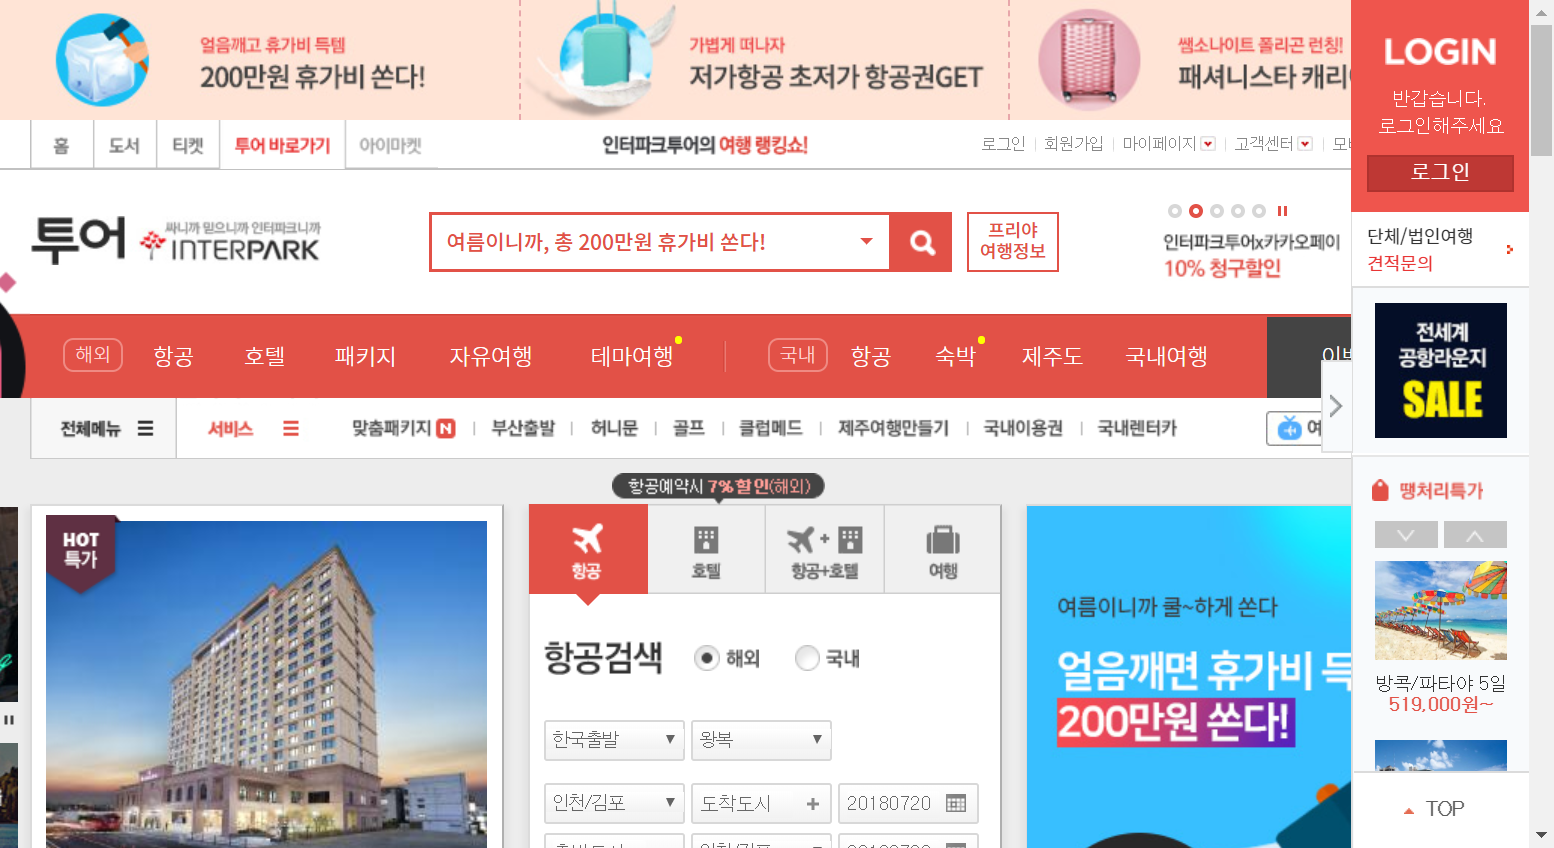 얼음깨고 휴가비 득템
200만원 휴가비 쏜다!
가볍게 떠나자
저가항공 초저가 항공권GET
쌤소나이트 폴리곤 런칭!
패셔니스타 캐리
LOGIN
반갑습니다.
로그인해주세요
로그인
홈 도서 티켓 투어 바로가기 아이마켓
인터파크투어의 여행 랭킹쇼!
로그인 회원가입 마이페이지 고객센터
투어 싸니까 믿으니까 인터파크니까
INTERPARK
여름이니까, 총 200만원 휴가비 쏜다!
프리야
여행정보
인터파크투어x카카오페이
10% 청구할인
단체/법인여행
견적문의
해외 항공 호텔 패키지 자유여행 테마여행 국내 항공 숙박 제주도 국내여행
전세계
공항라운지
SALE
전체메뉴 서비스 맞춤패키지 N 부산출발 허니문 골프 클럽메드 제주여행만들기 국내이용권 국내렌터카 여
항공예약시 7% 할인(해외)
HOT
특가
항공 호텔 항공+호텔 여행
땡처리특가
항공검색 해외 국내
여름이니까 쿨~하게 쏜다
얼음깨면 휴가비 득
200만원 쏜다!
방콕/파타야 5일
519,000원~
한국출발 왕복
인천/김포 도착도시 20180720
TOP